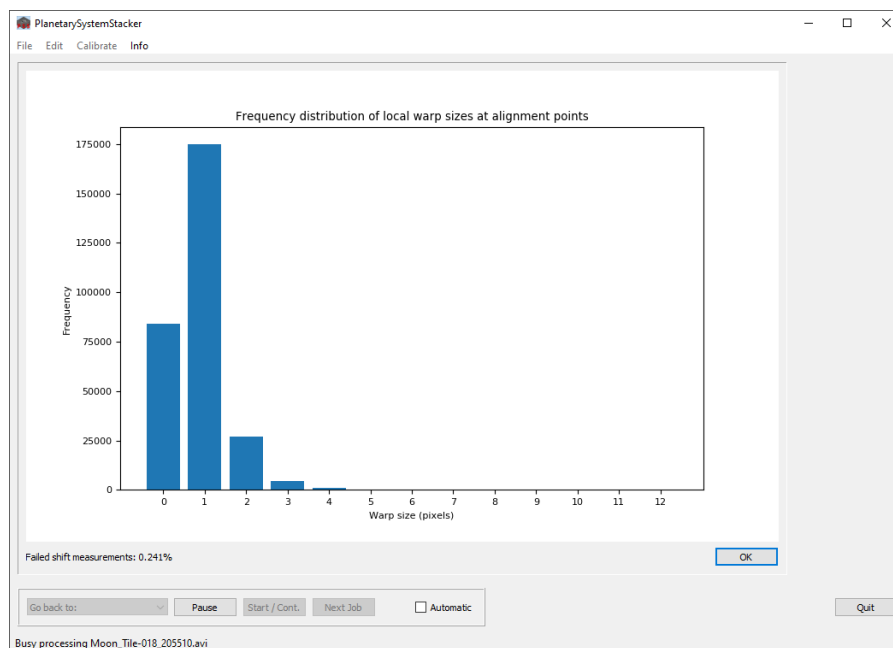 PlanetarySystemStacker
File Edit Calibrate Info
Frequency distribution of local warp sizes at alignment points
175000
150000
125000
100000
75000
50000
25000
0
Frequency
0 1 2 3 4 5 6 7 8 9 10 11 12
Warp size (pixels)
Failed shift measurements: 0.241%
OK
Go back to: Pause Start / Cont. Next Job Automatic Quit
Busy processing Moon_Tile-018_205510.avi